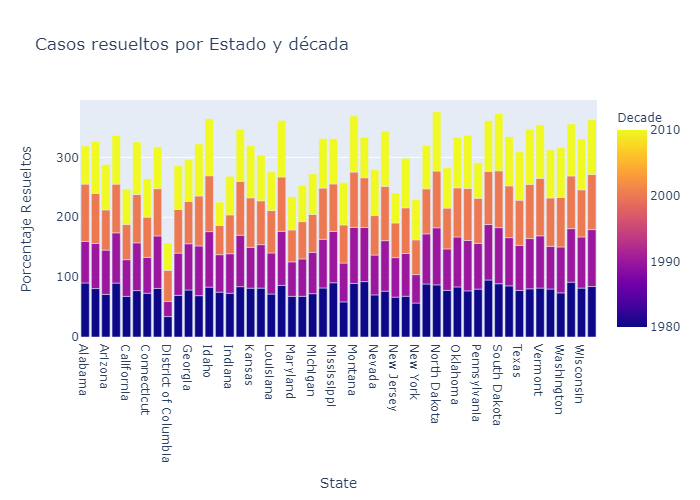 Casos resueltos por Estado y década
Decade
2010
2000
1990
1980
Porcentaje Resueltos
300
200
100
0
Alabama
Arizona
California
Connecticut
District of Columbia
Georgia
Idaho
Indiana
Kansas
Louisiana
Maryland
Michigan
Mississippi
Montana
Nevada
New Jersey
New York
North Dakota
Oklahoma
Pennsylvania
South Dakota
Texas
Vermont
Washington
Wisconsin
State